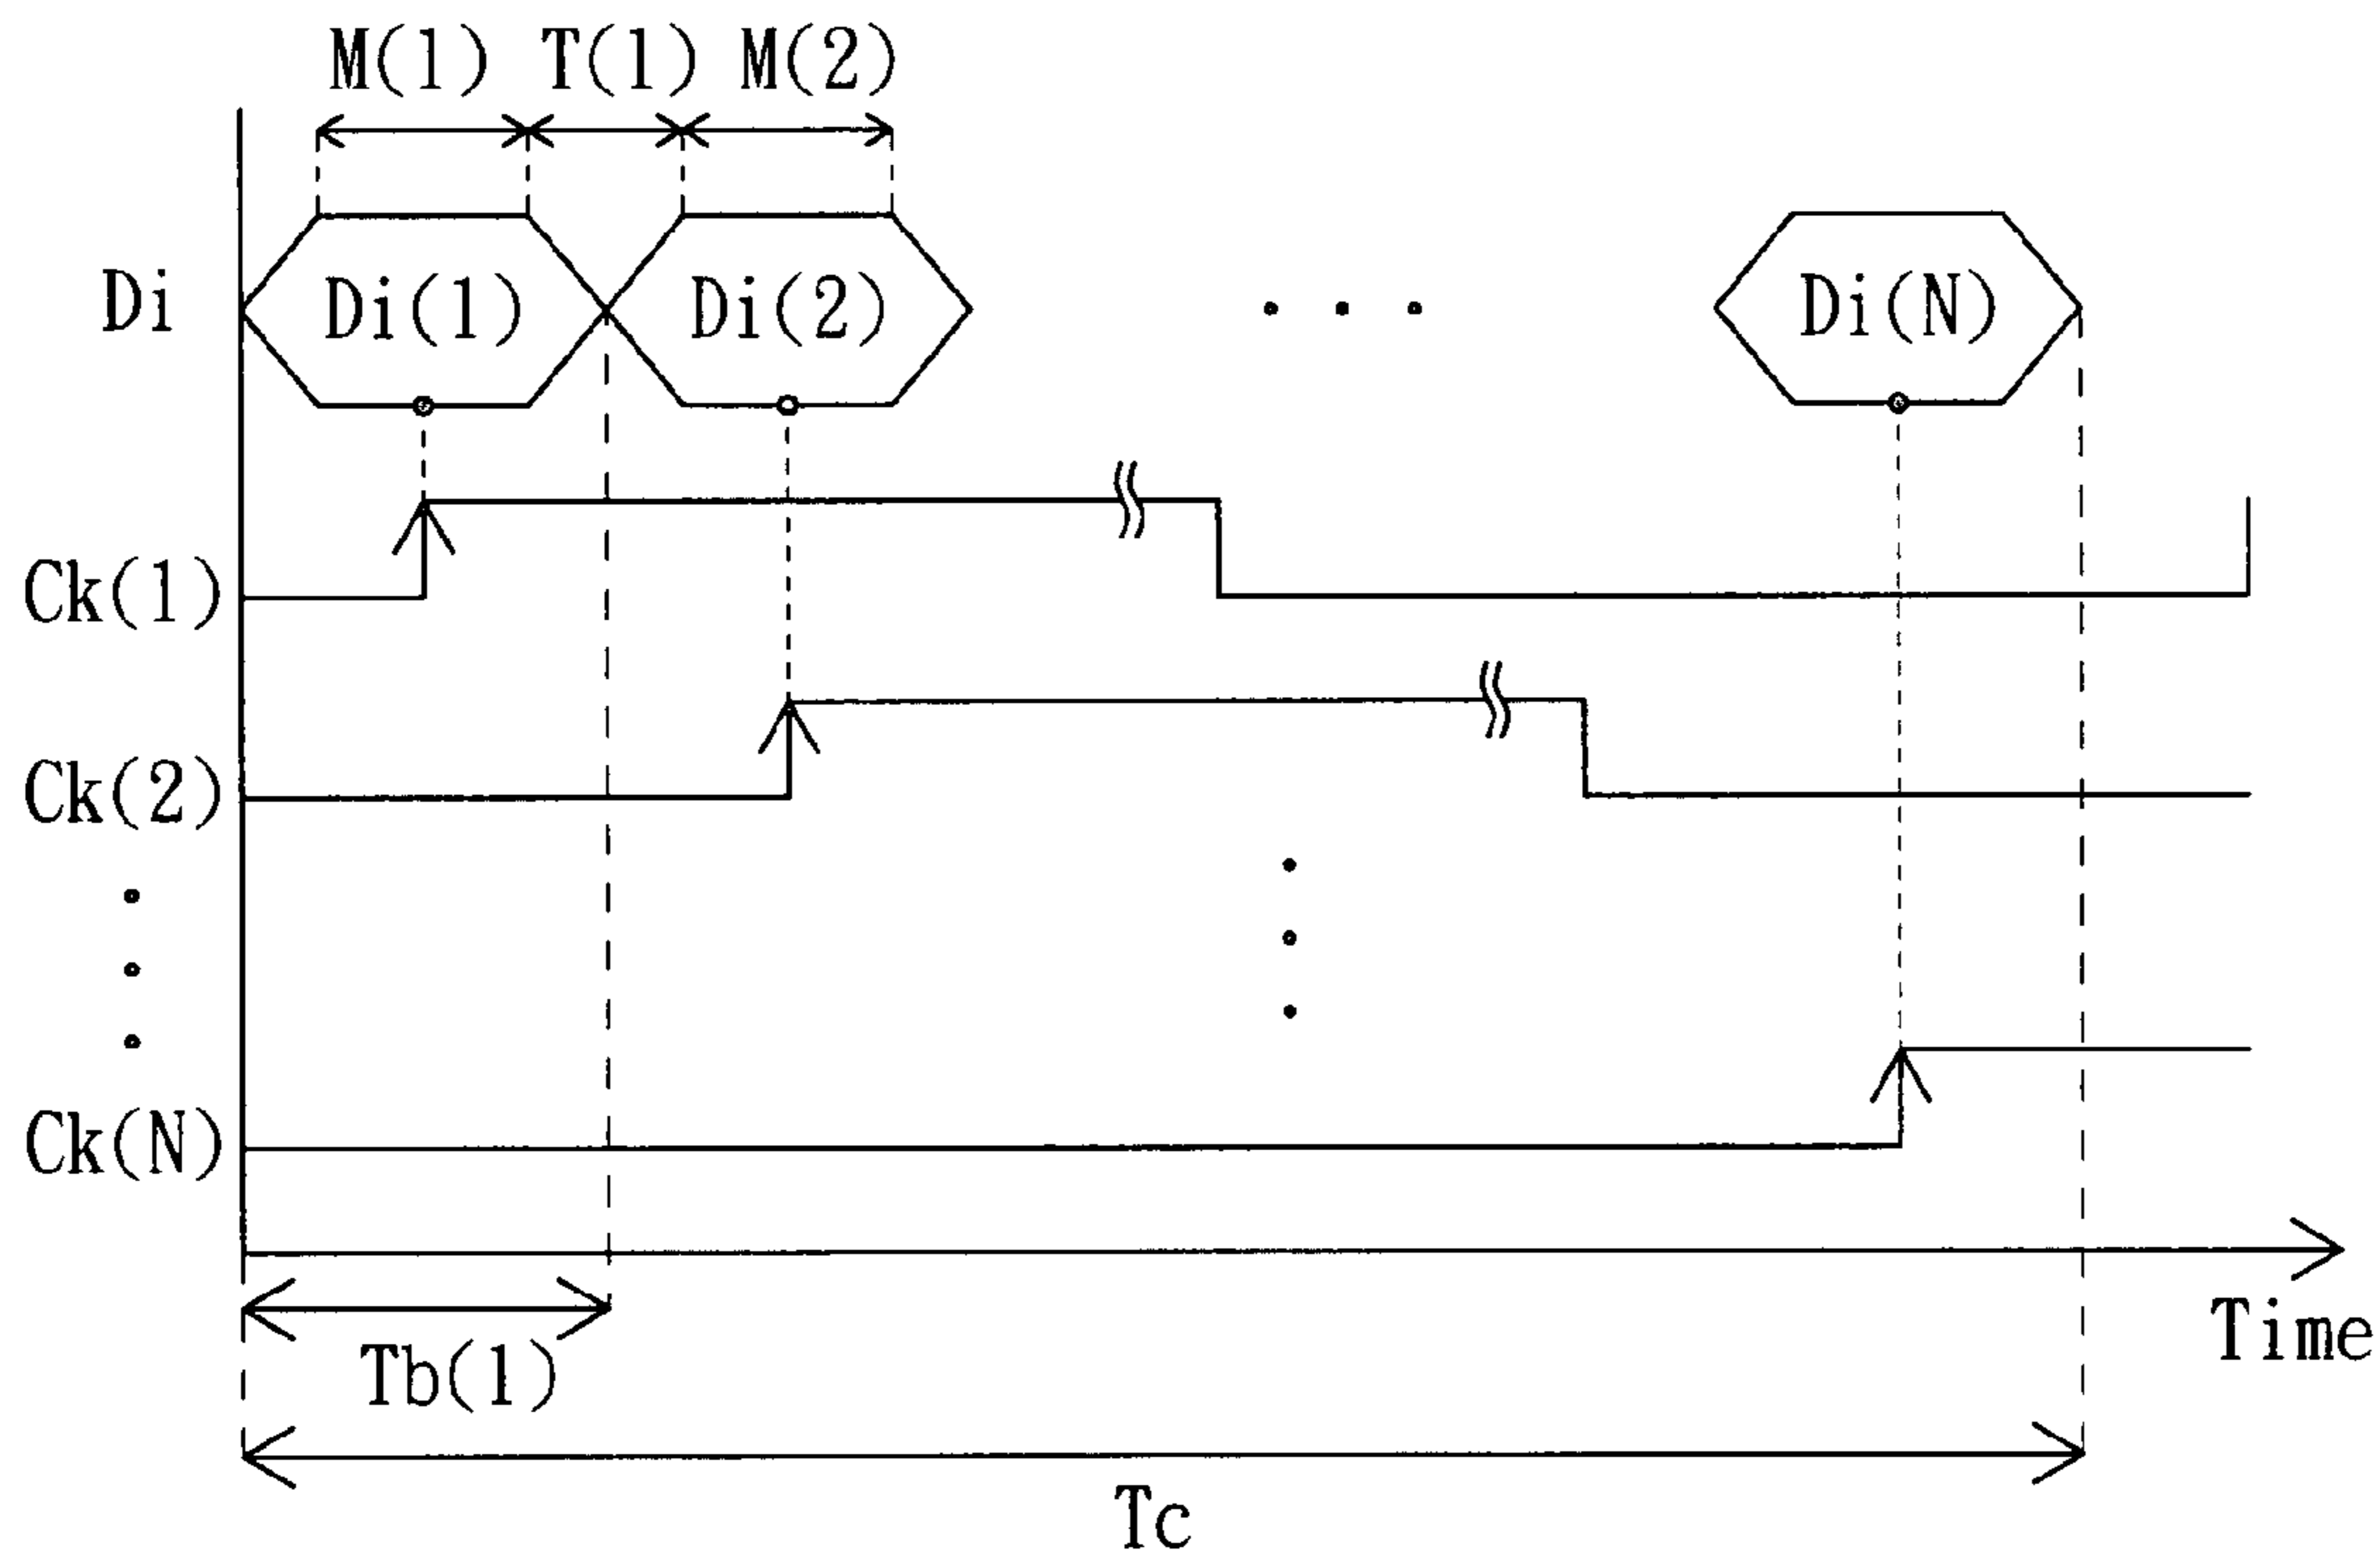 M(1) T(1) M(2)
Di Di(1) Di(2) Di(N)
Ck(1)
Ck(2)
Ck(N)
Time
Tb(1)
Tc